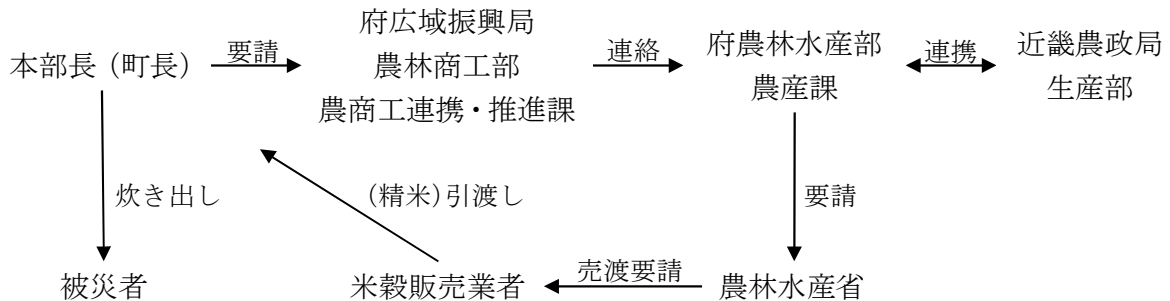 本部長（町長）
要請
府広域振興局
農林商工部
農商工連携・推進課
連絡
府農林水産部
農産課
連携
近畿農政局
生産部
炊き出し
(精米)引渡し
要請
被災者
米穀販売業者
売渡要請
農林水産省